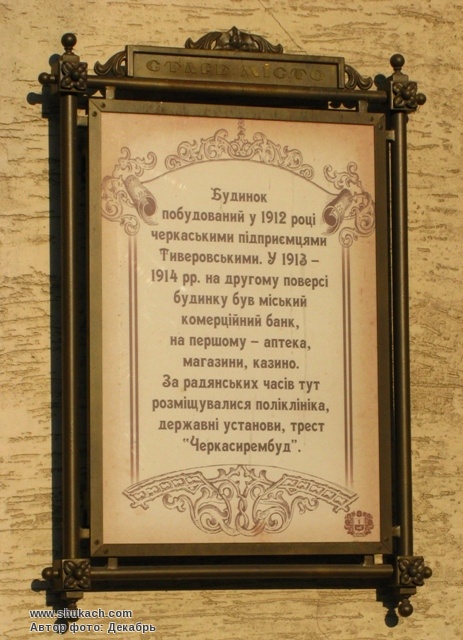 СТАРЕ МІСТО
Будинок
побудований у 1912 році
черкаськими підприємцями
Тиверовськими. У 1913 –
1914 рр. на другому поверсі
будинку був міський
комерційний банк,
на першому – аптека,
магазини, казино.
За радянських часів тут
розміщувалися поліклініка,
державні установи, трест
“Черкасирембуд”.
www.shukach.com
Автор фото: Декабрь